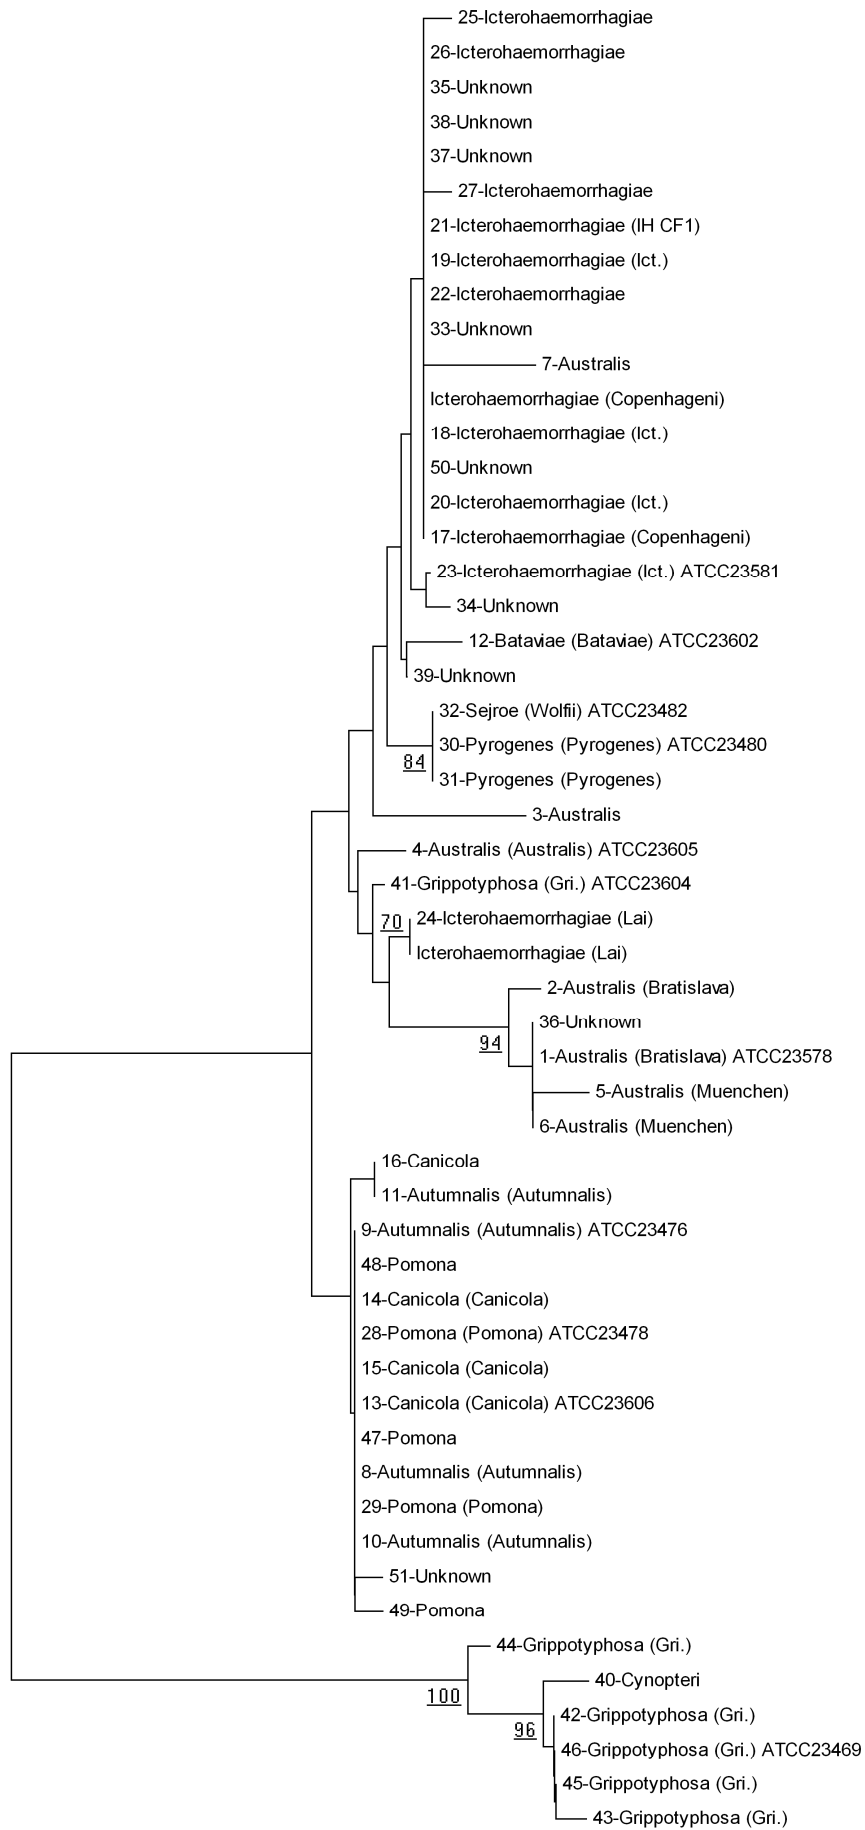 25-Icterohaemorrhagiae
26-Icterohaemorrhagiae
35-Unknown
38-Unknown
37-Unknown
27-Icterohaemorrhagiae
21-Icterohaemorrhagiae (IH CF1)
19-Icterohaemorrhagiae (Ict.)
22-Icterohaemorrhagiae
33-Unknown
7-Australis
Icterohaemorrhagiae (Copenhageni)
18-Icterohaemorrhagiae (Ict.)
50-Unknown
20-Icterohaemorrhagiae (Ict.)
17-Icterohaemorrhagiae (Copenhageni)
23-Icterohaemorrhagiae (Ict.) ATCC23581
34-Unknown
12-Bataviae (Bataviae) ATCC23602
39-Unknown
32-Sejroe (Wolfii) ATCC23482
30-Pyrogenes (Pyrogenes) ATCC23480
84
31-Pyrogenes (Pyrogenes)
3-Australis
4-Australis (Australis) ATCC23605
41-Grippotyphosa (Gri.) ATCC23604
70
24-Icterohaemorrhagiae (Lai)
Icterohaemorrhagiae (Lai)
2-Australis (Bratislava)
36-Unknown
94
1-Australis (Bratislava) ATCC23578
5-Australis (Muenchen)
6-Australis (Muenchen)
16-Canicola
11-Autumnalis (Autumnalis)
9-Autumnalis (Autumnalis) ATCC23476
48-Pomona
14-Canicola (Canicola)
28-Pomona (Pomona) ATCC23478
15-Canicola (Canicola)
13-Canicola (Canicola) ATCC23606
47-Pomona
8-Autumnalis (Autumnalis)
29-Pomona (Pomona)
10-Autumnalis (Autumnalis)
51-Unknown
49-Pomona
44-Grippotyphosa (Gri.)
40-Cynopteri
100
42-Grippotyphosa (Gri.)
96
46-Grippotyphosa (Gri.) ATCC23469
45-Grippotyphosa (Gri.)
43-Grippotyphosa (Gri.)